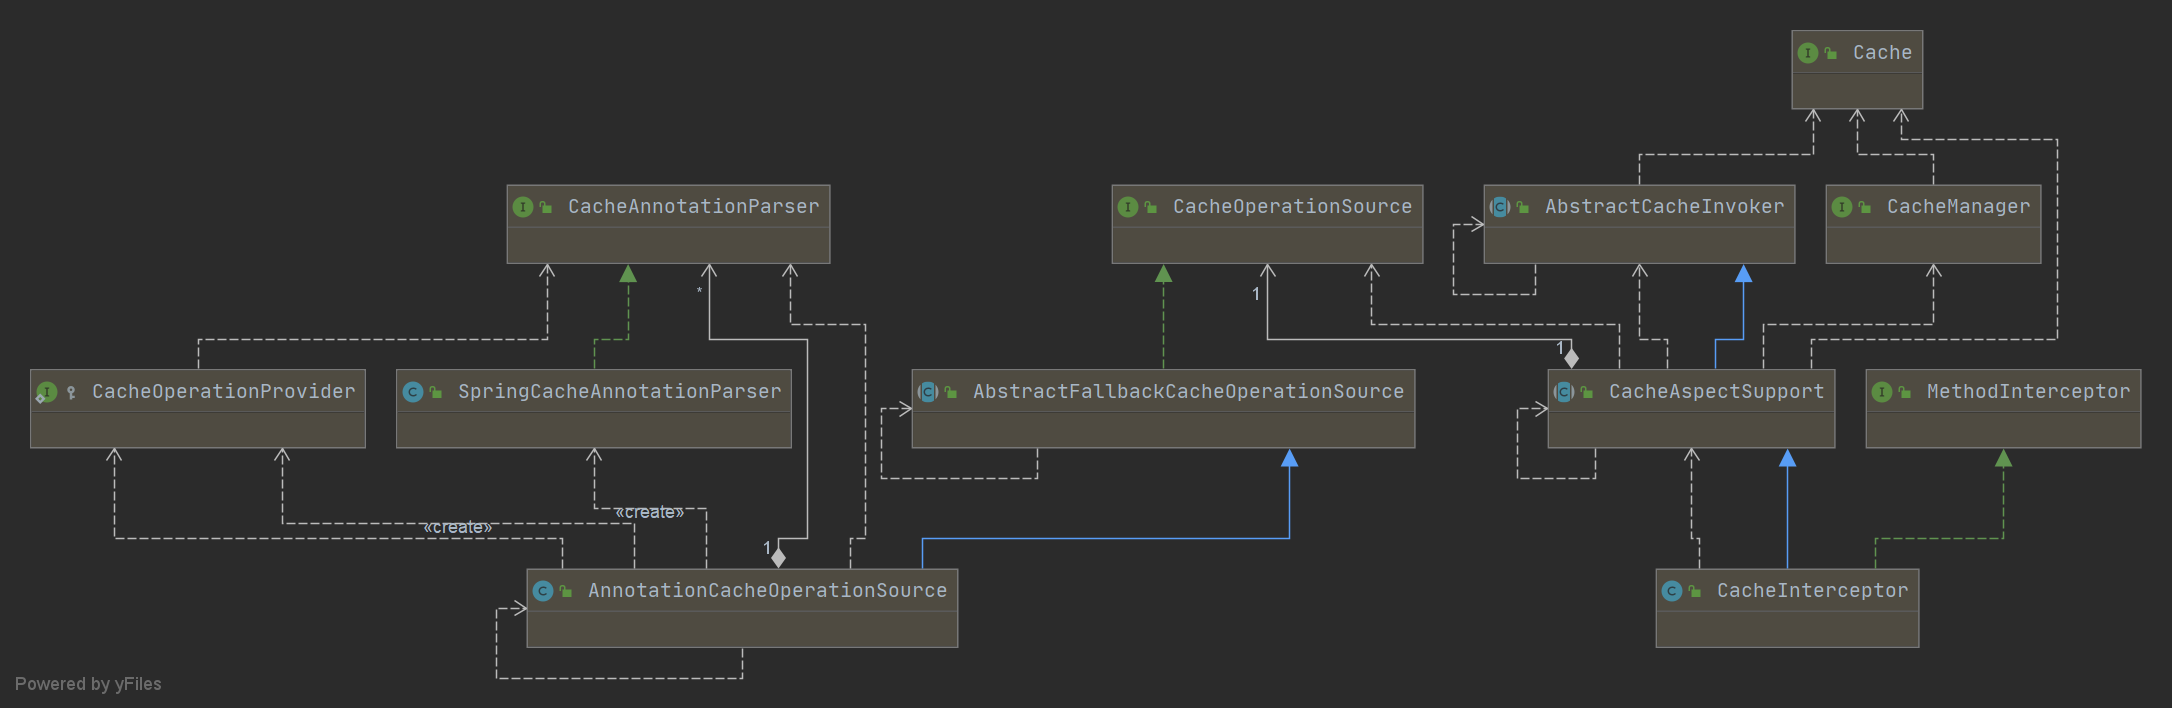 Cache
CacheAnnotationParser
CacheOperationSource
AbstractCacheInvoker
CacheManager
*
1
1
CacheOperationProvider
SpringCacheAnnotationParser
AbstractFallbackCacheOperationSource
CacheAspectSupport
MethodInterceptor
«create»
«create»
1
AnnotationCacheOperationSource
CacheInterceptor
Powered by yFiles